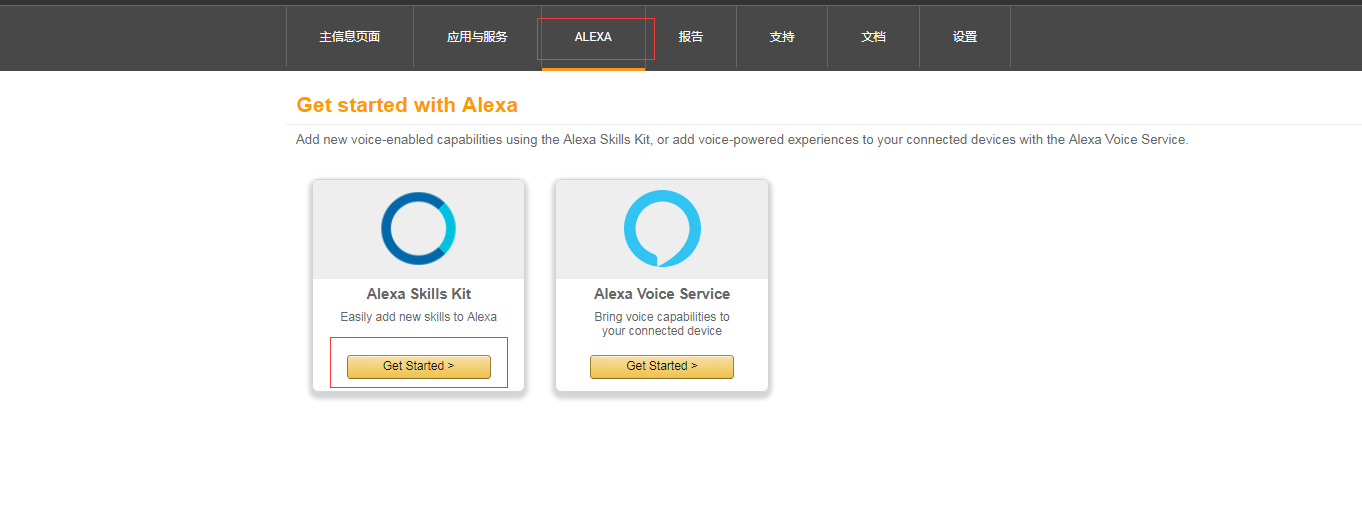 主信息页面 应用与服务 ALEXA 报告 支持 文档 设置
Get started with Alexa
Add new voice-enabled capabilities using the Alexa Skills Kit, or add voice-powered experiences to your connected devices with the Alexa Voice Service.
Alexa Skills Kit
Easily add new skills to Alexa
Get Started >
Alexa Voice Service
Bring voice capabilities to
your connected device
Get Started >